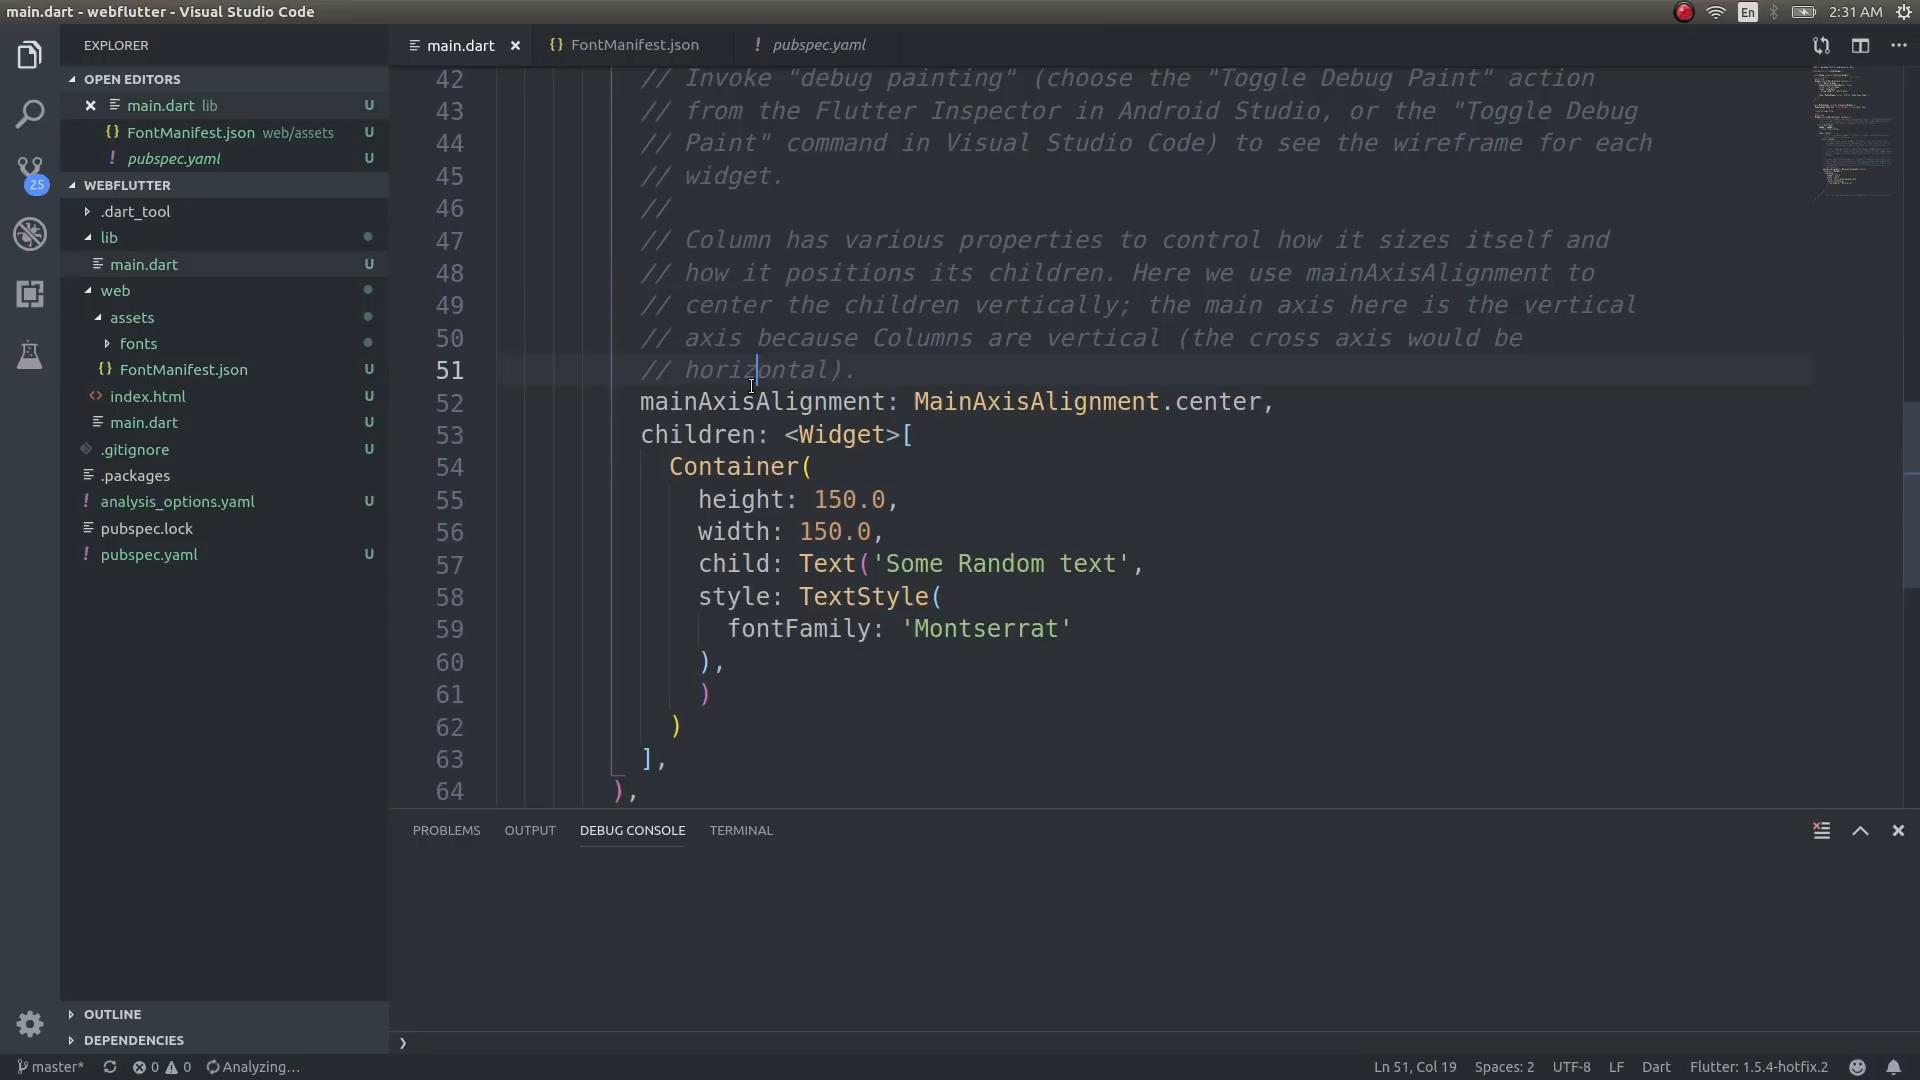 main.dart - webflutter - Visual Studio Code
En
2:31 AM
EXPLORER
OPEN EDITORS
main.dart lib U
FontManifest.json web/assets U
! pubspec.yaml U
WEBFLUTTER
.dart_tool
lib
main.dart U
web
assets
fonts
{} FontManifest.json U
<> index.html U
main.dart U
.gitignore U
.packages
! analysis_options.yaml U
pubspec.lock
! pubspec.yaml U
OUTLINE
DEPENDENCIES
25
main.dart
{} FontManifest.json
! pubspec.yaml
42 // Invoke "debug painting" (choose the "Toggle Debug Paint" action
43 // from the Flutter Inspector in Android Studio, or the "Toggle Debug
44 // Paint" command in Visual Studio Code) to see the wireframe for each
45 // widget.
46 //
47 // Column has various properties to control how it sizes itself and
48 // how it positions its children. Here we use mainAxisAlignment to
49 // center the children vertically; the main axis here is the vertical
50 // axis because Columns are vertical (the cross axis would be
51 // horizontal).
52 mainAxisAlignment: MainAxisAlignment.center,
53 children: <Widget>[
54 Container(
55 height: 150.0,
56 width: 150.0,
57 child: Text('Some Random text',
58 style: TextStyle(
59 fontFamily: 'Montserrat'
60 ),
61 )
62 )
63 ],
64 ),
PROBLEMS OUTPUT DEBUG CONSOLE TERMINAL
master* 0 0 Analyzing...
Ln 51, Col 19 Spaces: 2 UTF-8 LF Dart Flutter: 1.5.4-hotfix.2